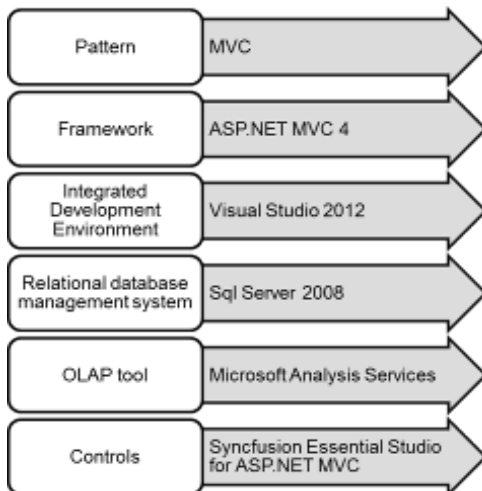 Pattern
MVC
Framework
ASP.NET MVC 4
Integrated
Development
Environment
Visual Studio 2012
Relational database
management system
Sql Server 2008
OLAP tool
Microsoft Analysis Services
Controls
Syncfusion Essential Studio
for ASP.NET MVC